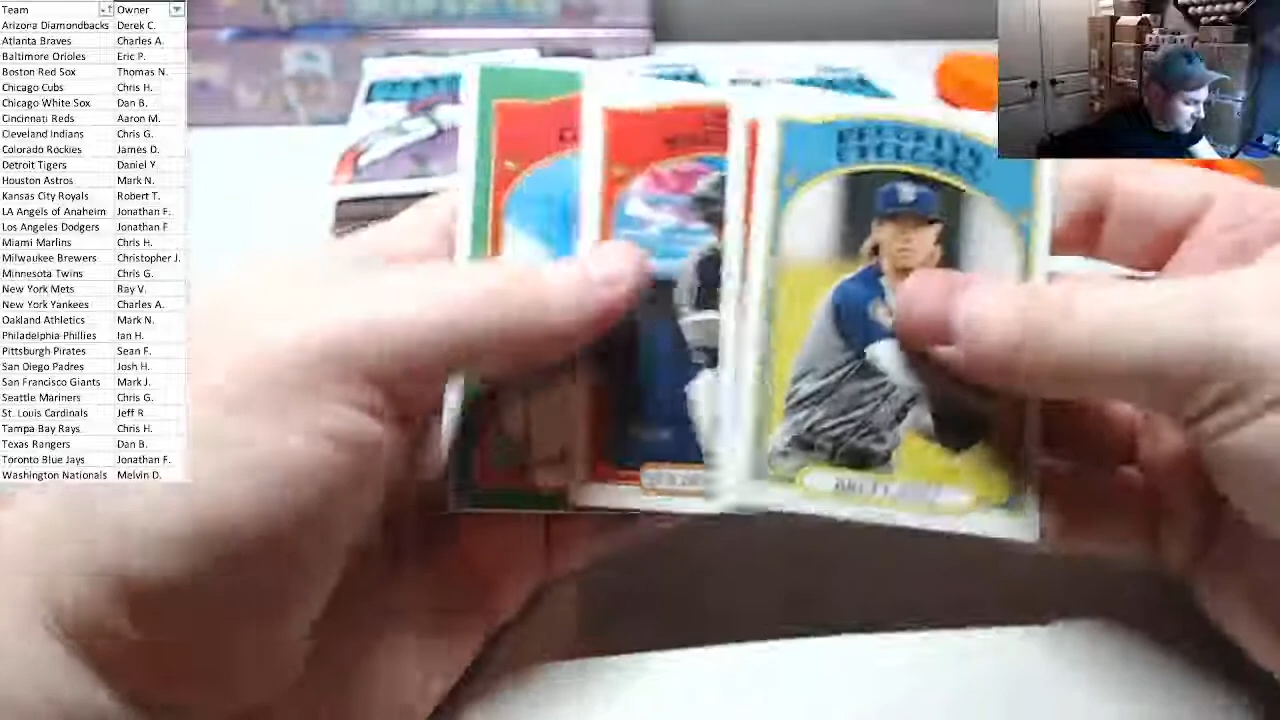 Team Owner
Arizona Diamondbacks Derek C.
Atlanta Braves Charles A.
Baltimore Orioles Eric P.
Boston Red Sox Thomas N.
Chicago Cubs Chris H.
Chicago White Sox Dan B.
Cincinnati Reds Aaron M.
Cleveland Indians Chris G.
Colorado Rockies James D.
Detroit Tigers Daniel Y.
Houston Astros Mark N.
Kansas City Royals Robert T.
LA Angels of Anaheim Jonathan F.
Los Angeles Dodgers Jonathan F
Miami Marlins Chris H.
Milwaukee Brewers Christopher J.
Minnesota Twins Chris G.
New York Mets Ray V.
New York Yankees Charles A.
Oakland Athletics Mark N.
Philadelphia Phillies Ian H.
Pittsburgh Pirates Sean F.
San Diego Padres Josh H.
San Francisco Giants Mark J.
Seattle Mariners Chris G.
St. Louis Cardinals Jeff R.
Tampa Bay Rays Chris H.
Texas Rangers Dan B.
Toronto Blue Jays Jonathan F.
Washington Nationals Melvin D.